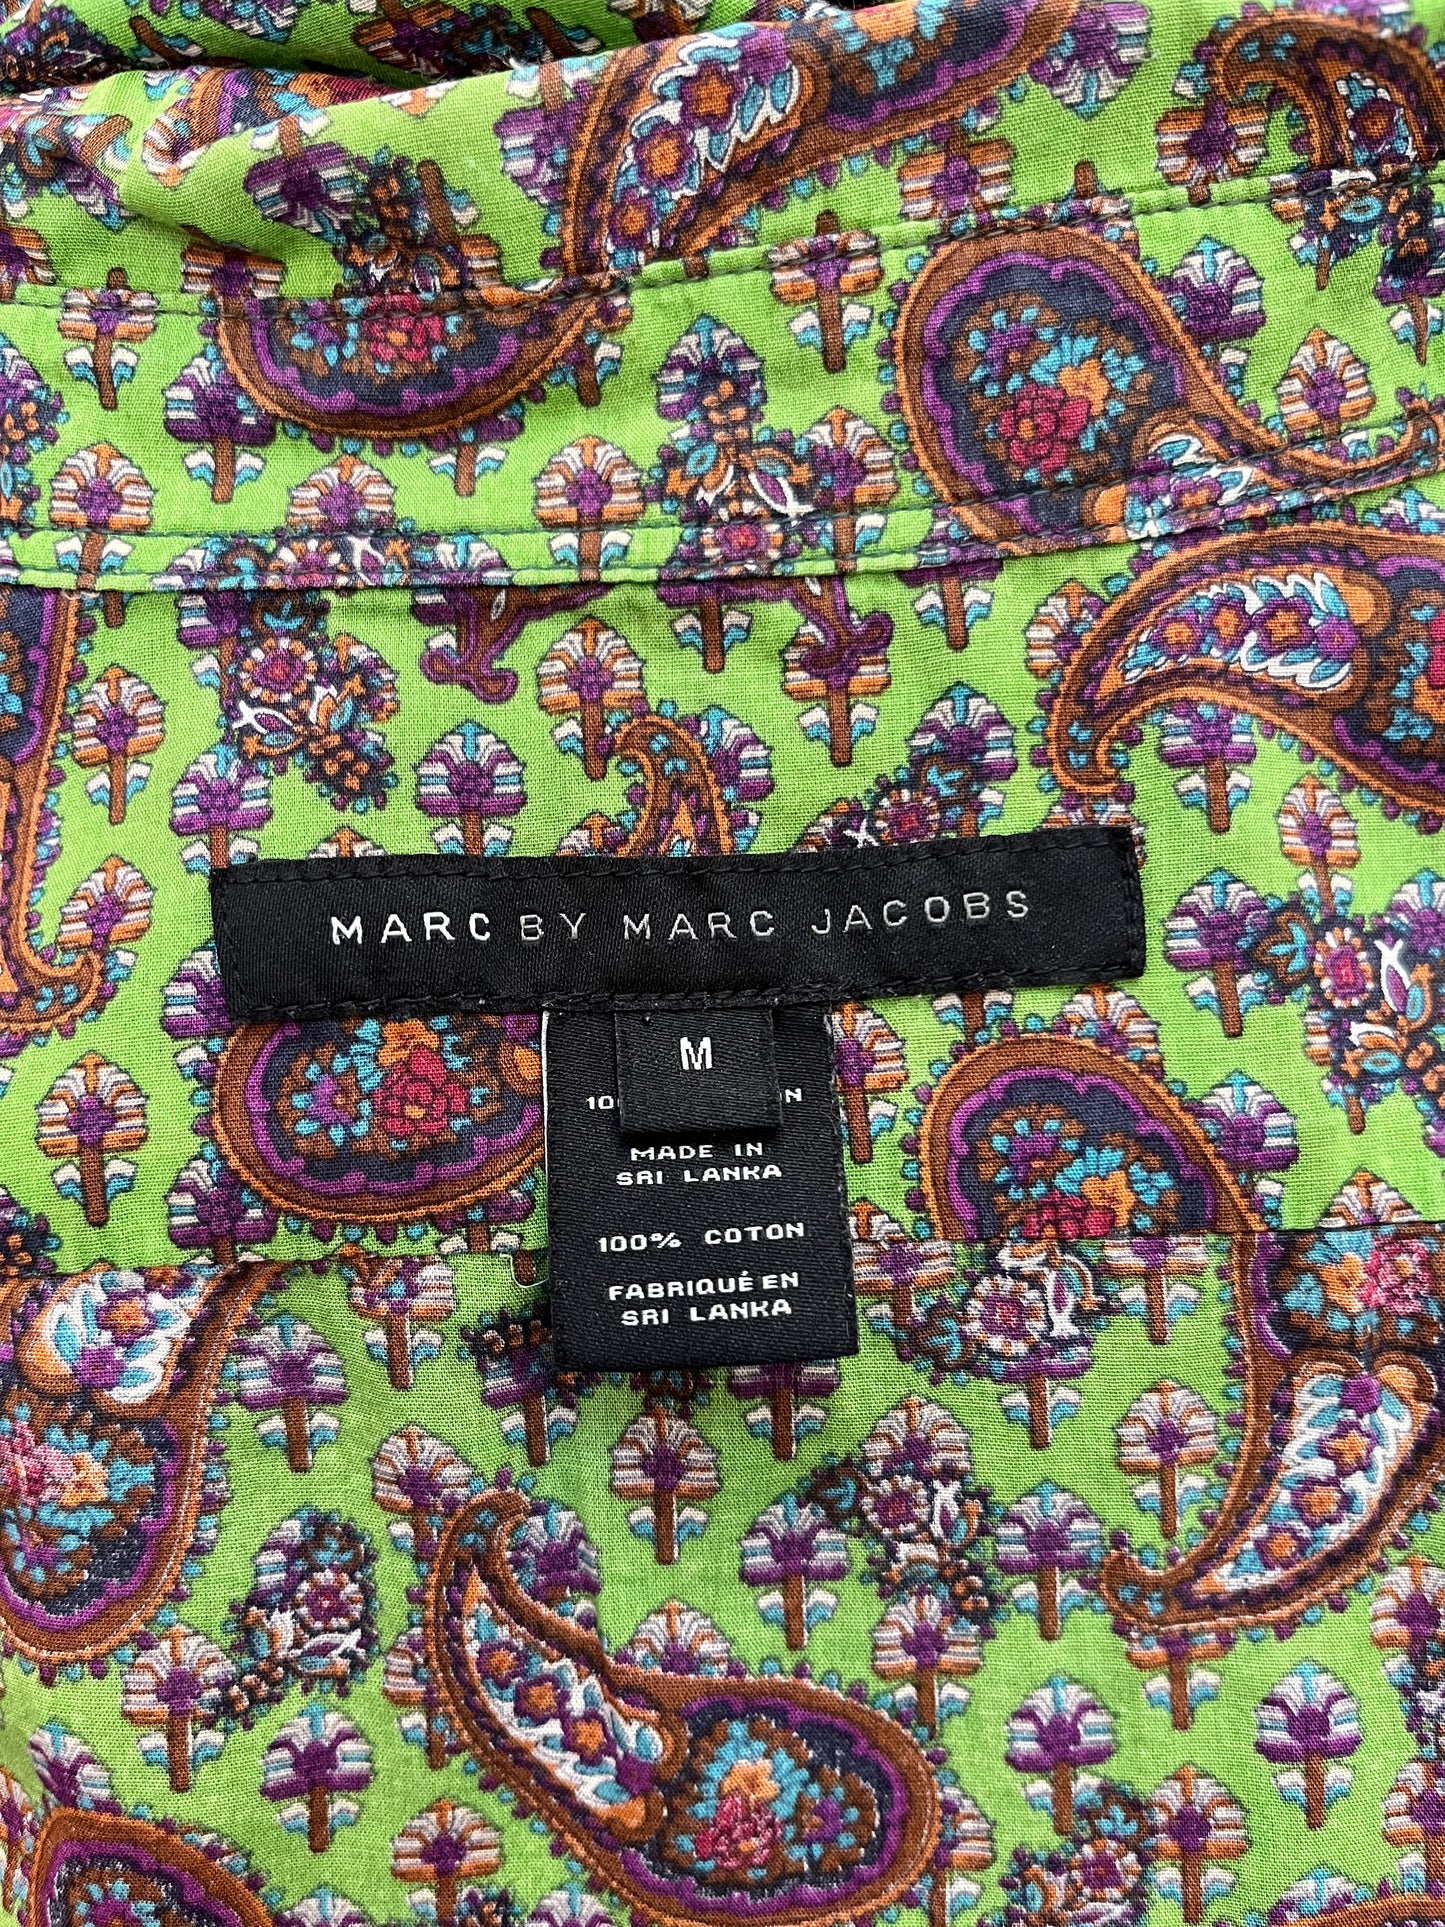 MARC BY MARC JACOBS
M
MADE IN
SRI LANKA
100% COTON
FABRIQUÉ EN
SRI LANKA